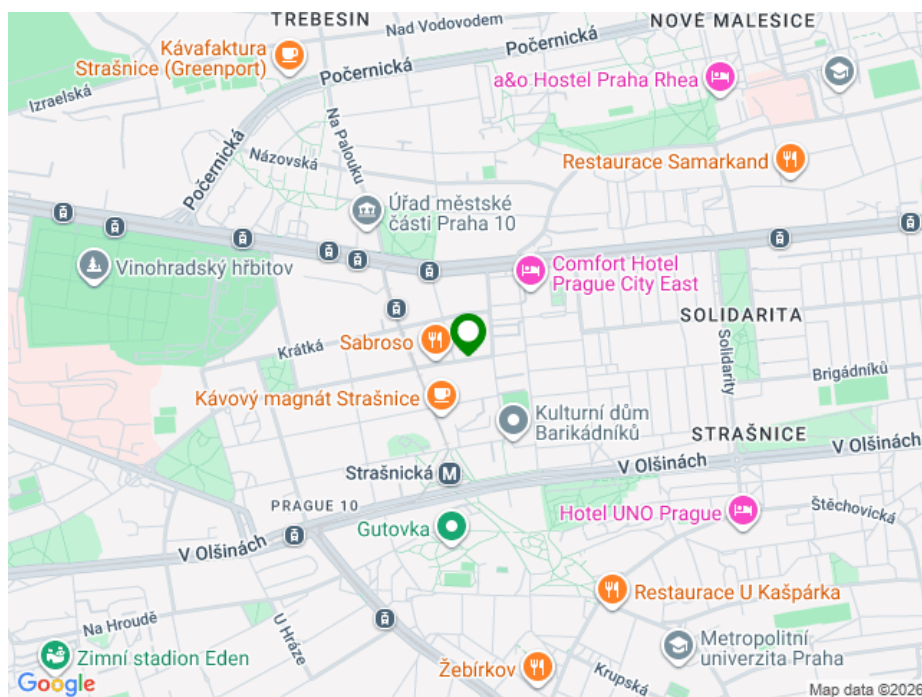 TREBESIN
Nad Vodovodem
NOVÉ MALEŠICE
Kávafaktura
Strašnice (Greenport)
Počernická
Počernická
a&o Hostel Praha Rhea
Izraelská
Na Palouku
Názovská
Restaurace Samarkand
Počernická
Úřad městské
části Praha 10
Vinohradský hřbitov
Comfort Hotel
Prague City East
SOLIDARITA
Krátká
Sabroso
Solidarity
Brigádníků
Kávový magnát Strašnice
Kulturní dům
Barikádníků
STRAŠNICE
V Olšinách
V Olšinách
Strašnická
M
PRAGUE 10
Hotel UNO Prague
Štěchovická
Gutovka
V Olšinách
Restaurace U Kašpárka
Na Hroudě
U Hráze
Zimní stadion Eden
Metropolitní
univerzita Praha
Žebírkov
Krupská
Google
Map data ©2026